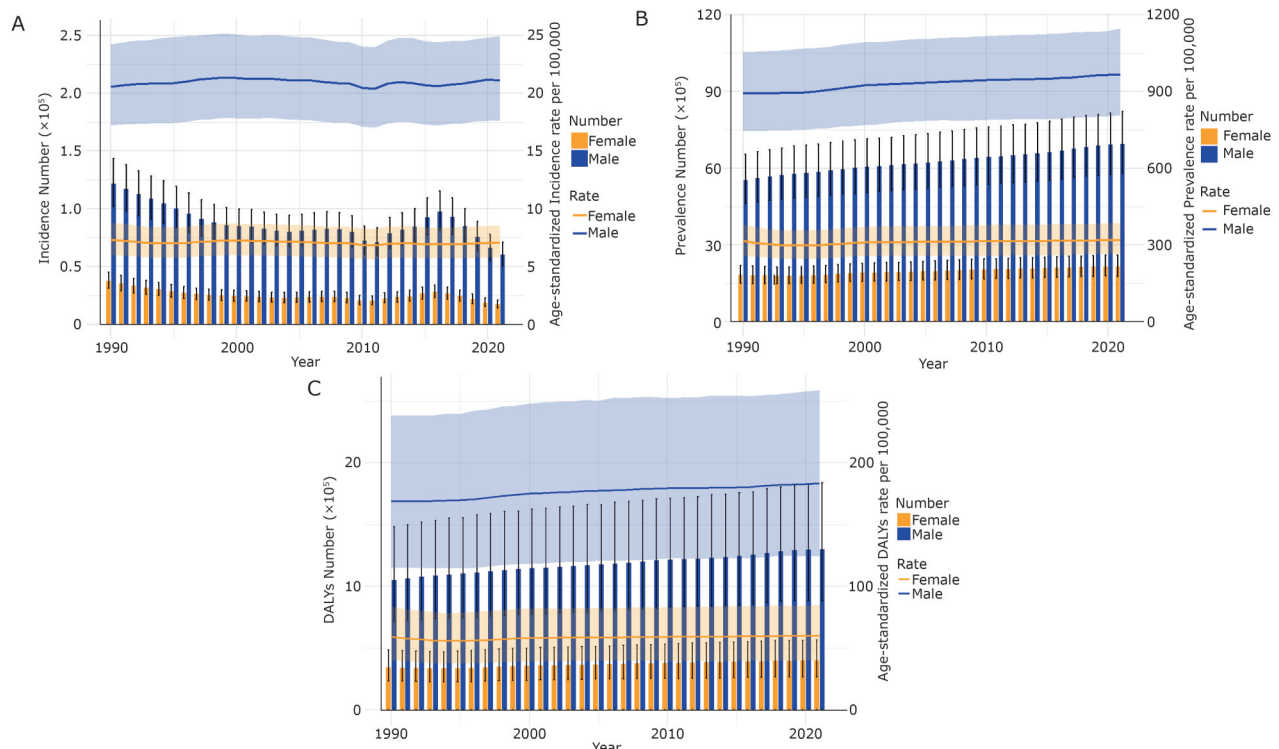 A
Incidence Number (×10⁵)
2.5
2.0
1.5
1.0
0.5
0
25
20
15
10
5
0
Age-standardized Incidence rate per 100,000
1990
2000
2010
2020
Year
Number
Female
Male
Rate
Female
Male
B
Prevalence Number (×10⁵)
120
90
60
30
0
1200
900
600
300
0
Age-standardized Prevalence rate per 100,000
1990
2000
2010
2020
Year
Number
Female
Male
Rate
Female
Male
C
DALYs Number (×10⁵)
20
10
0
200
100
0
Age-standardized DALYs rate per 100,000
1990
2000
2010
2020
Year
Number
Female
Male
Rate
Female
Male